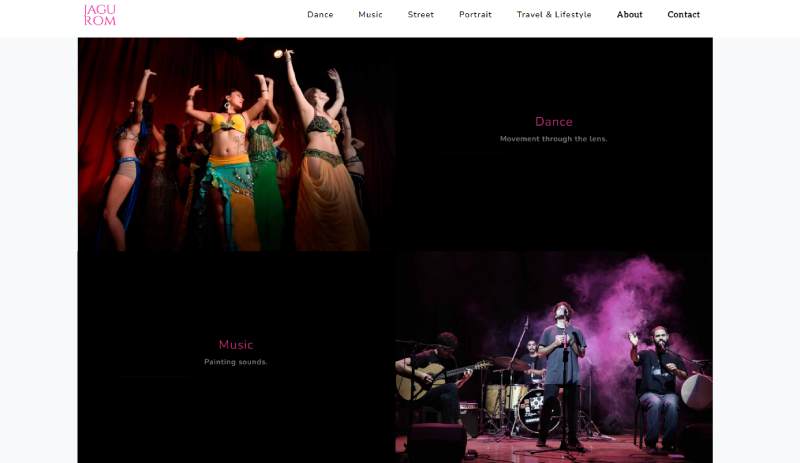 JAGU
ROM
Dance Music Street Portrait Travel & Lifestyle About Contact
Dance
Movement through the lens.
Music
Painting sounds.